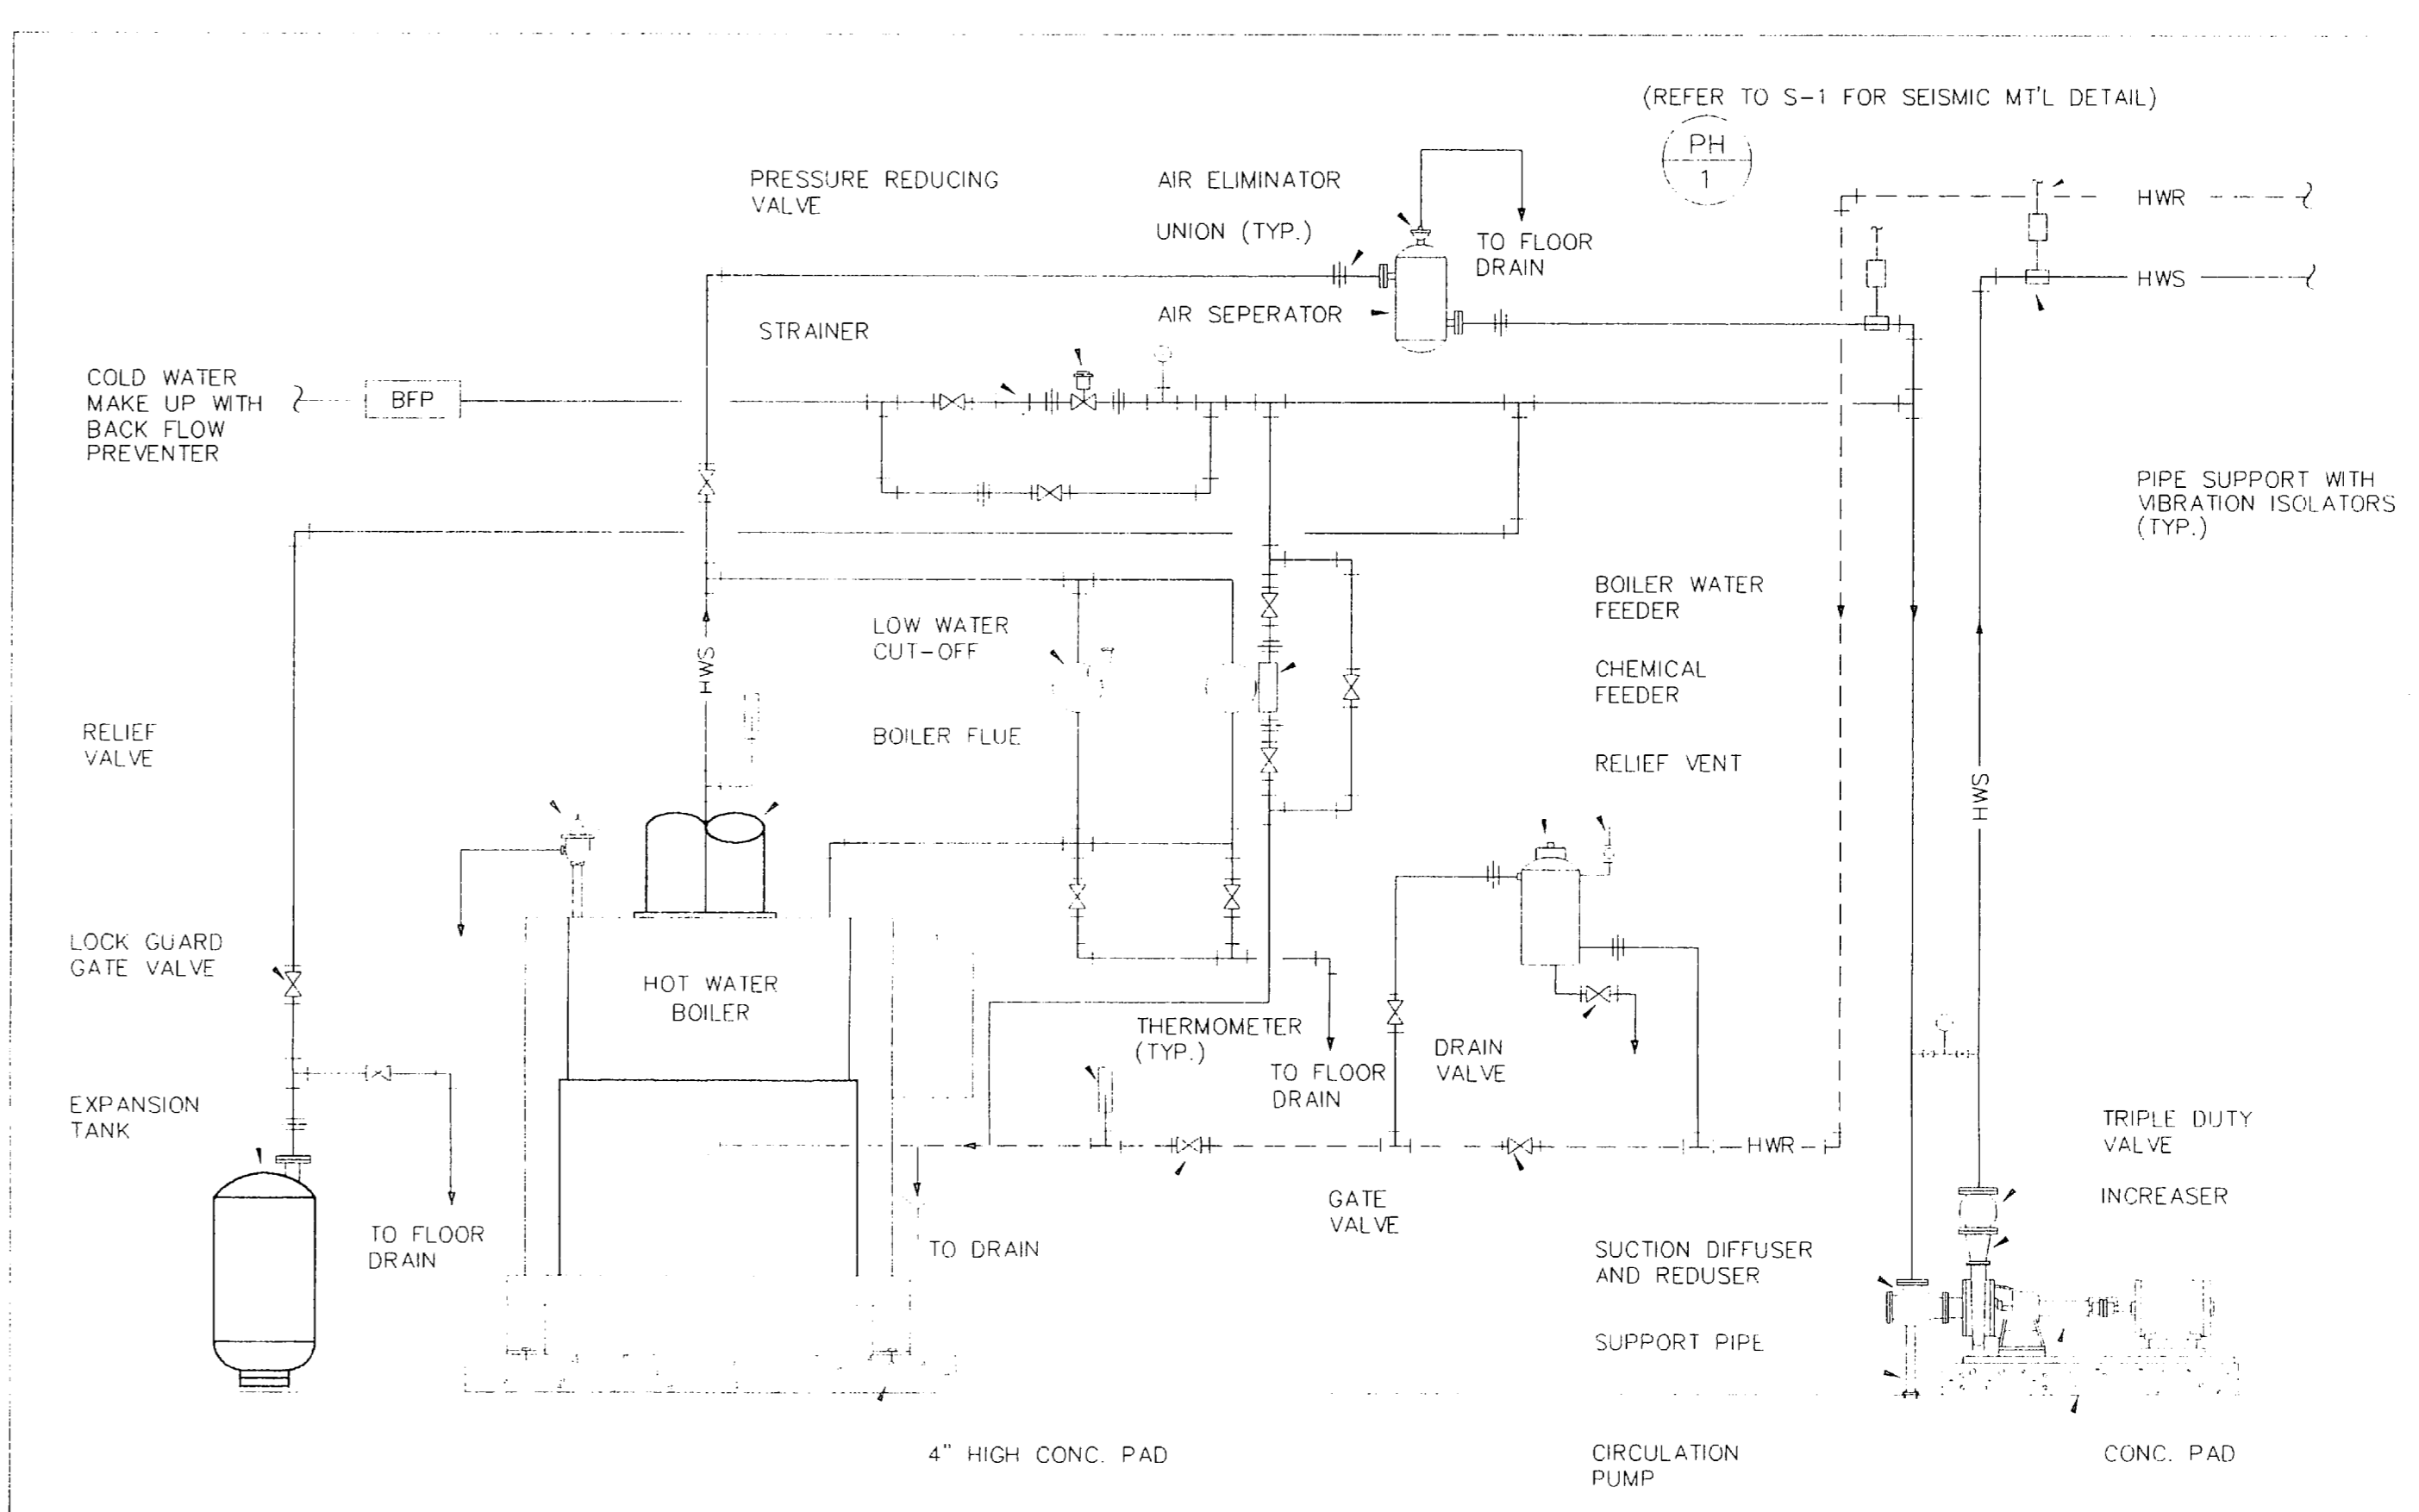 (REFER TO S-1 FOR SEISMIC MT'L DETAIL)
PH
1
PRESSURE REDUCING
VALVE
AIR ELIMINATOR
UNION (TYP.)
TO FLOOR
DRAIN
HWR
HWS
AIR SEPERATOR
STRAINER
COLD WATER
MAKE UP WITH
BACK FLOW
PREVENTER
BFP
PIPE SUPPORT WITH
VIBRATION ISOLATORS
(TYP.)
BOILER WATER
FEEDER
LOW WATER
CUT-OFF
HWS
CHEMICAL
FEEDER
RELIEF
VALVE
BOILER FLUE
RELIEF VENT
HWS
LOCK GUARD
GATE VALVE
HOT WATER
BOILER
THERMOMETER
(TYP.)
TO FLOOR
DRAIN
DRAIN
VALVE
EXPANSION
TANK
TRIPLE DUTY
VALVE
HWR
INCREASER
GATE
VALVE
TO FLOOR
DRAIN
TO DRAIN
SUCTION DIFFUSER
AND REDUSER
SUPPORT PIPE
4" HIGH CONC. PAD
CIRCULATION
PUMP
CONC. PAD